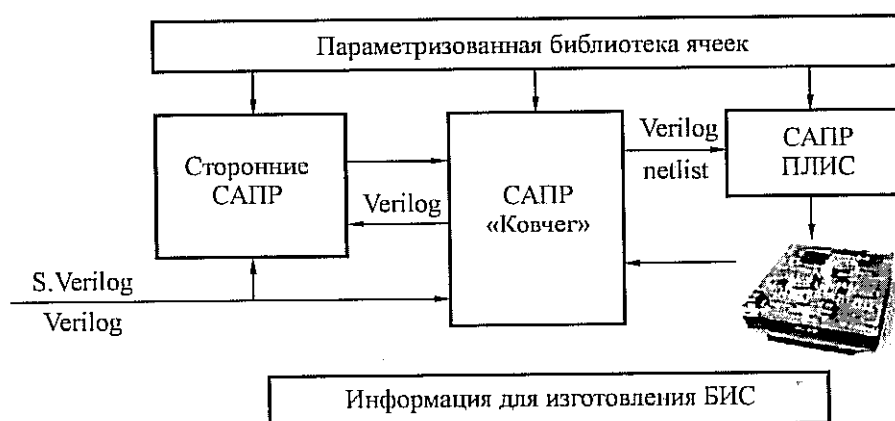 Параметризованная библиотека ячеек
Сторонние
САПР
Verilog
САПР
«Ковчег»
Verilog
netlist
САПР
ПЛИС
S.Verilog
Verilog
Информация для изготовления БИС